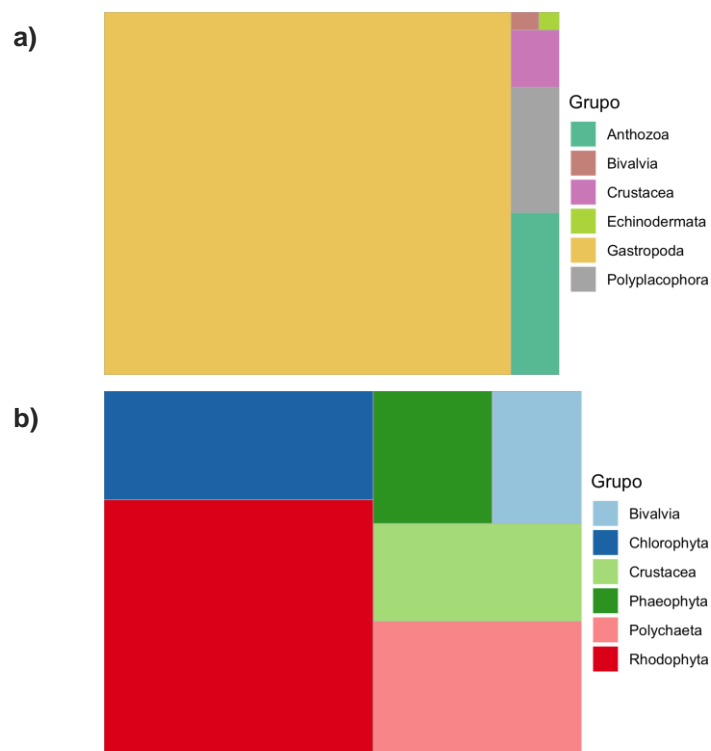 a)
Grupo
Anthozoa
Bivalvia
Crustacea
Echinodermata
Gastropoda
Polyplacophora
b)
Grupo
Bivalvia
Chlorophyta
Crustacea
Phaeophyta
Polychaeta
Rhodophyta